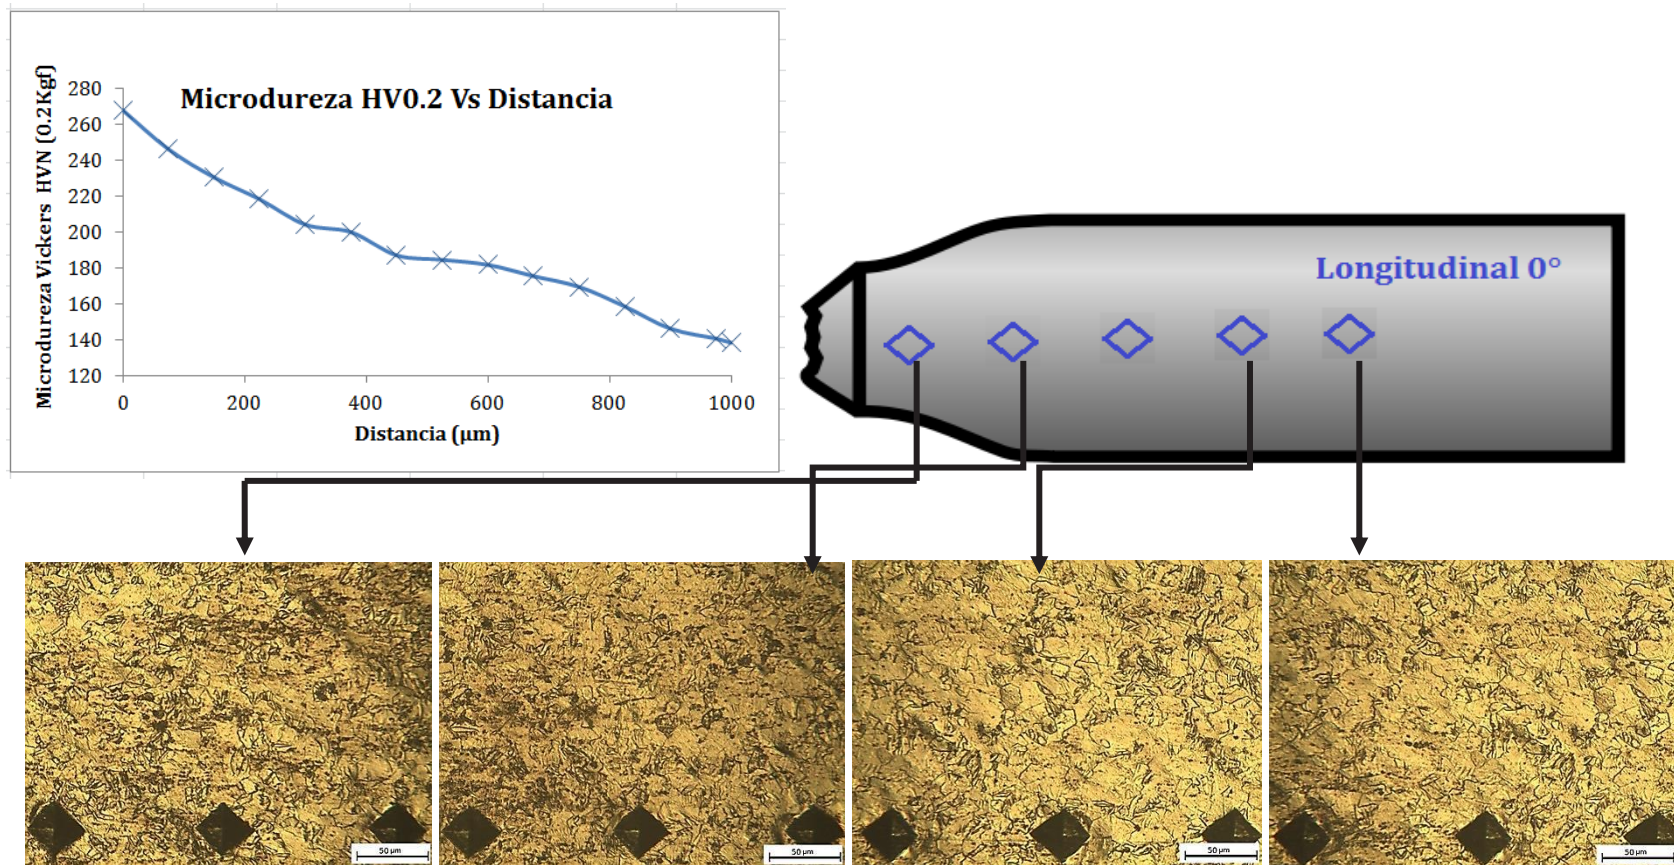 Microdureza HV0.2 Vs Distancia
Microdureza Vickers HVN (0.2Kgf)
280
260
240
220
200
180
160
140
120
0
200
400
600
800
1000
Distancia (µm)
Longitudinal 0°
50 µm
50 µm
50 µm
50 µm